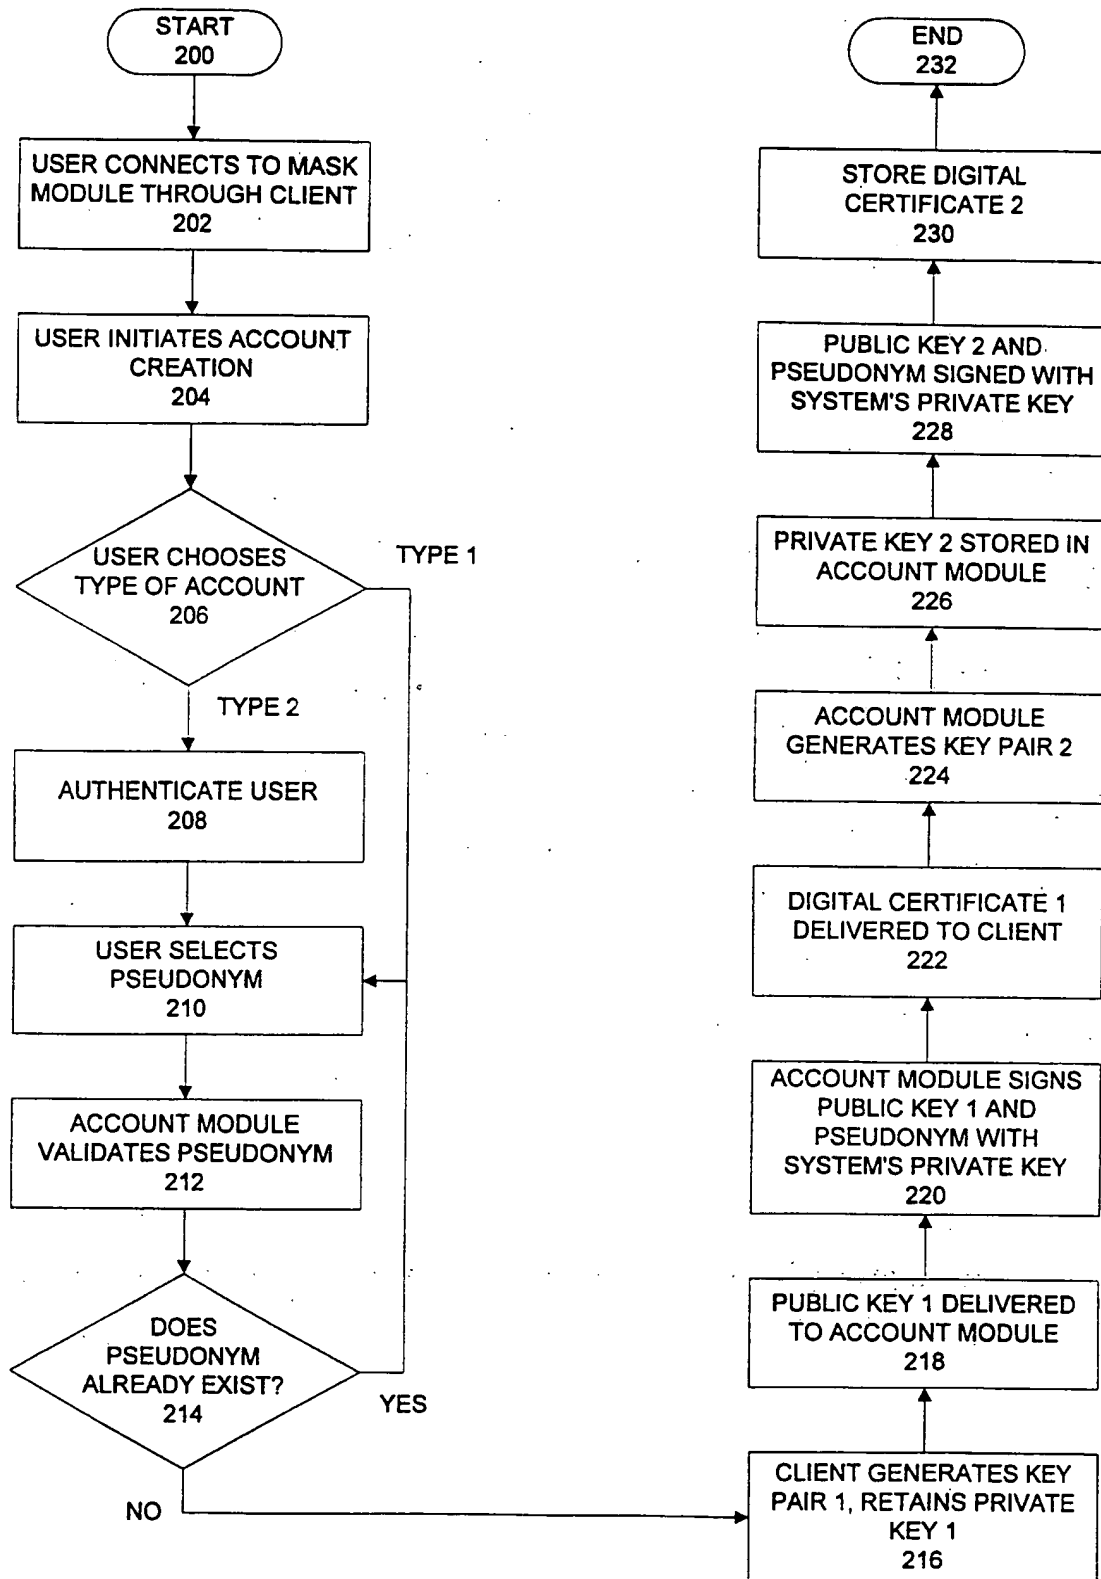 START
200
USER CONNECTS TO MASK
MODULE THROUGH CLIENT
202
USER INITIATES ACCOUNT
CREATION
204
USER CHOOSES
TYPE OF ACCOUNT
206
TYPE 1
TYPE 2
AUTHENTICATE USER
208
USER SELECTS
PSEUDONYM
210
ACCOUNT MODULE
VALIDATES PSEUDONYM
212
DOES
PSEUDONYM
ALREADY EXIST?
214
YES
NO
CLIENT GENERATES KEY
PAIR 1, RETAINS PRIVATE
KEY 1
216
PUBLIC KEY 1 DELIVERED
TO ACCOUNT MODULE
218
ACCOUNT MODULE SIGNS
PUBLIC KEY 1 AND
PSEUDONYM WITH
SYSTEM'S PRIVATE KEY
220
DIGITAL CERTIFICATE 1
DELIVERED TO CLIENT
222
ACCOUNT MODULE
GENERATES KEY PAIR 2
224
PRIVATE KEY 2 STORED IN
ACCOUNT MODULE
226
PUBLIC KEY 2 AND
PSEUDONYM SIGNED WITH
SYSTEM'S PRIVATE KEY
228
STORE DIGITAL
CERTIFICATE 2
230
END
232